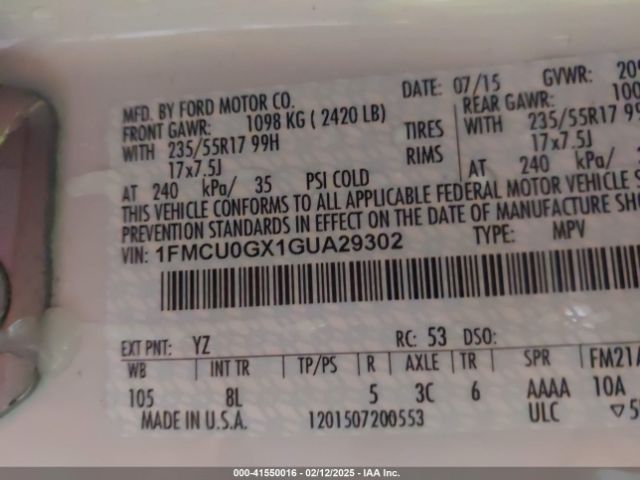 MFD. BY FORD MOTOR CO. DATE: 07/15 GVWR:
FRONT GAWR: 1098 KG ( 2420 LB) REAR GAWR:
WITH 235/55R17 99H TIRES WITH 235/55R17 99
17x7.5J RIMS 17x7.5J
AT 240 kPa/ 35 PSI COLD AT 240 kPa/
THIS VEHICLE CONFORMS TO ALL APPLICABLE FEDERAL MOTOR VEHICLE
PREVENTION STANDARDS IN EFFECT ON THE DATE OF MANUFACTURE
VIN: 1FMCU0GX1GUA29302 TYPE: MPV
EXT PNT: YZ RC: 53 DSO:
WB INT TR TP/PS R AXLE TR SPR
105 8L 5 3C 6 AAAA 10A
ULC
MADE IN U.S.A. 1201507200553
000-41550016 - 02/12/2025 - IAA Inc.